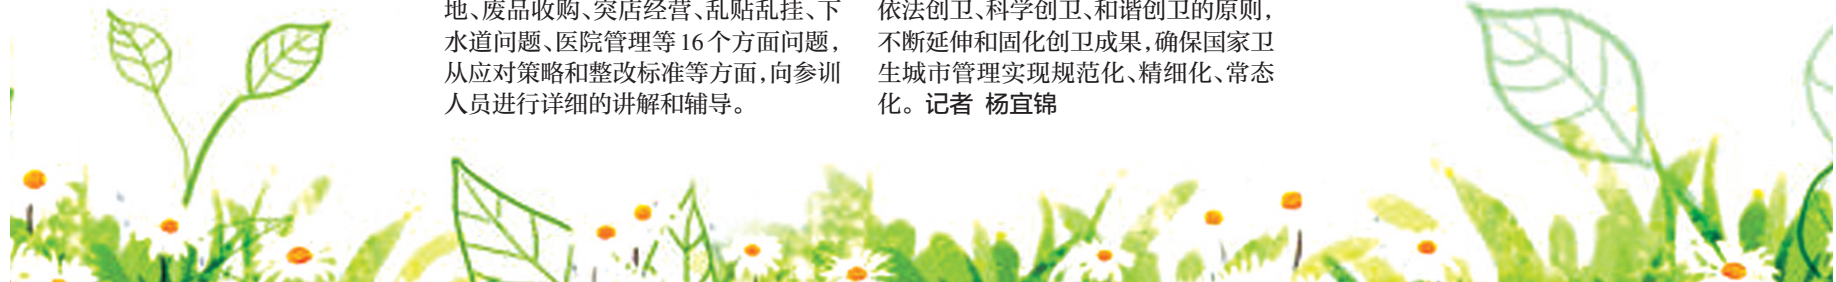 地、废品收购、突店经营、乱贴乱挂、下
水道问题、医院管理等16个方面问题，
从应对策略和整改标准等方面，向参训
人员进行详细的讲解和辅导。
依法创卫、科学创卫、和谐创卫的原则，
不断延伸和固化创卫成果，确保国家卫
生城市管理实现规范化、精细化、常态
化。记者 杨宜锦